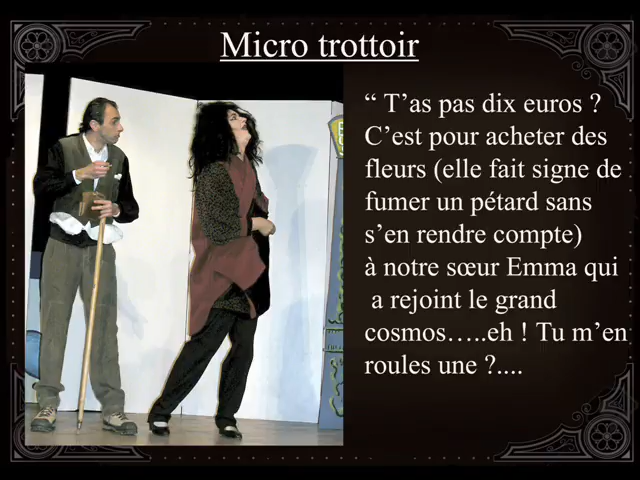 Micro trottoir
“ T’as pas dix euros ?
C’est pour acheter des
fleurs (elle fait signe de
fumer un pétard sans
s’en rendre compte)
à notre sœur Emma qui
a rejoint le grand
cosmos…..eh ! Tu m’en
roules une ?....